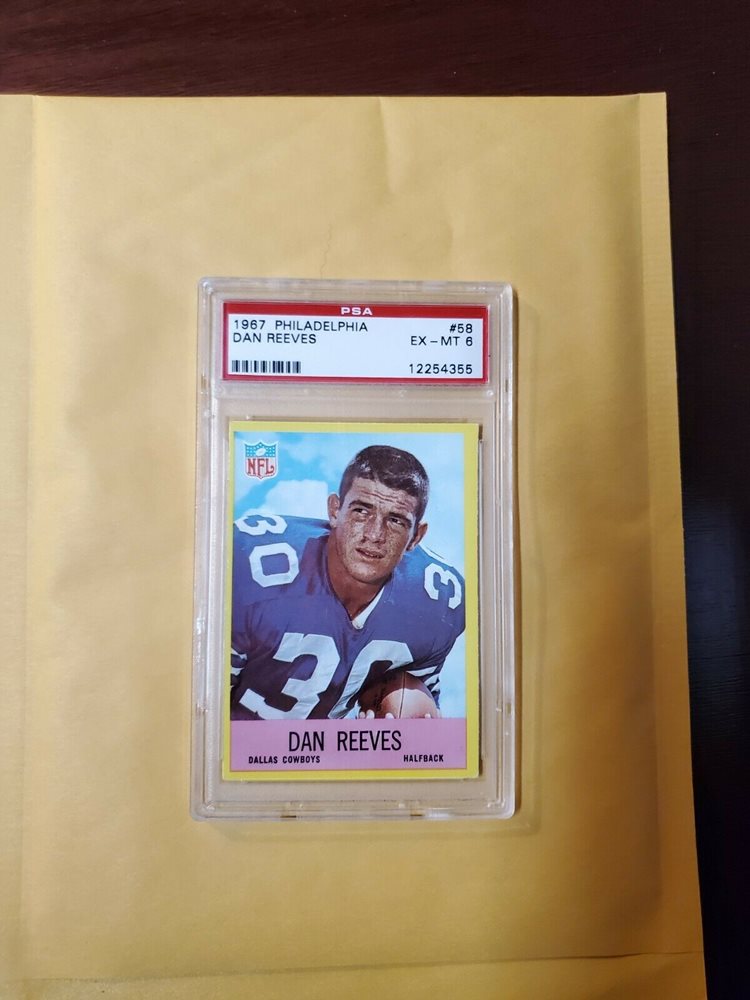 PSA
1967 PHILADELPHIA #58
DAN REEVES EX-MT 6
12254355
NFL
30 30
30
DAN REEVES
DALLAS COWBOYS HALFBACK